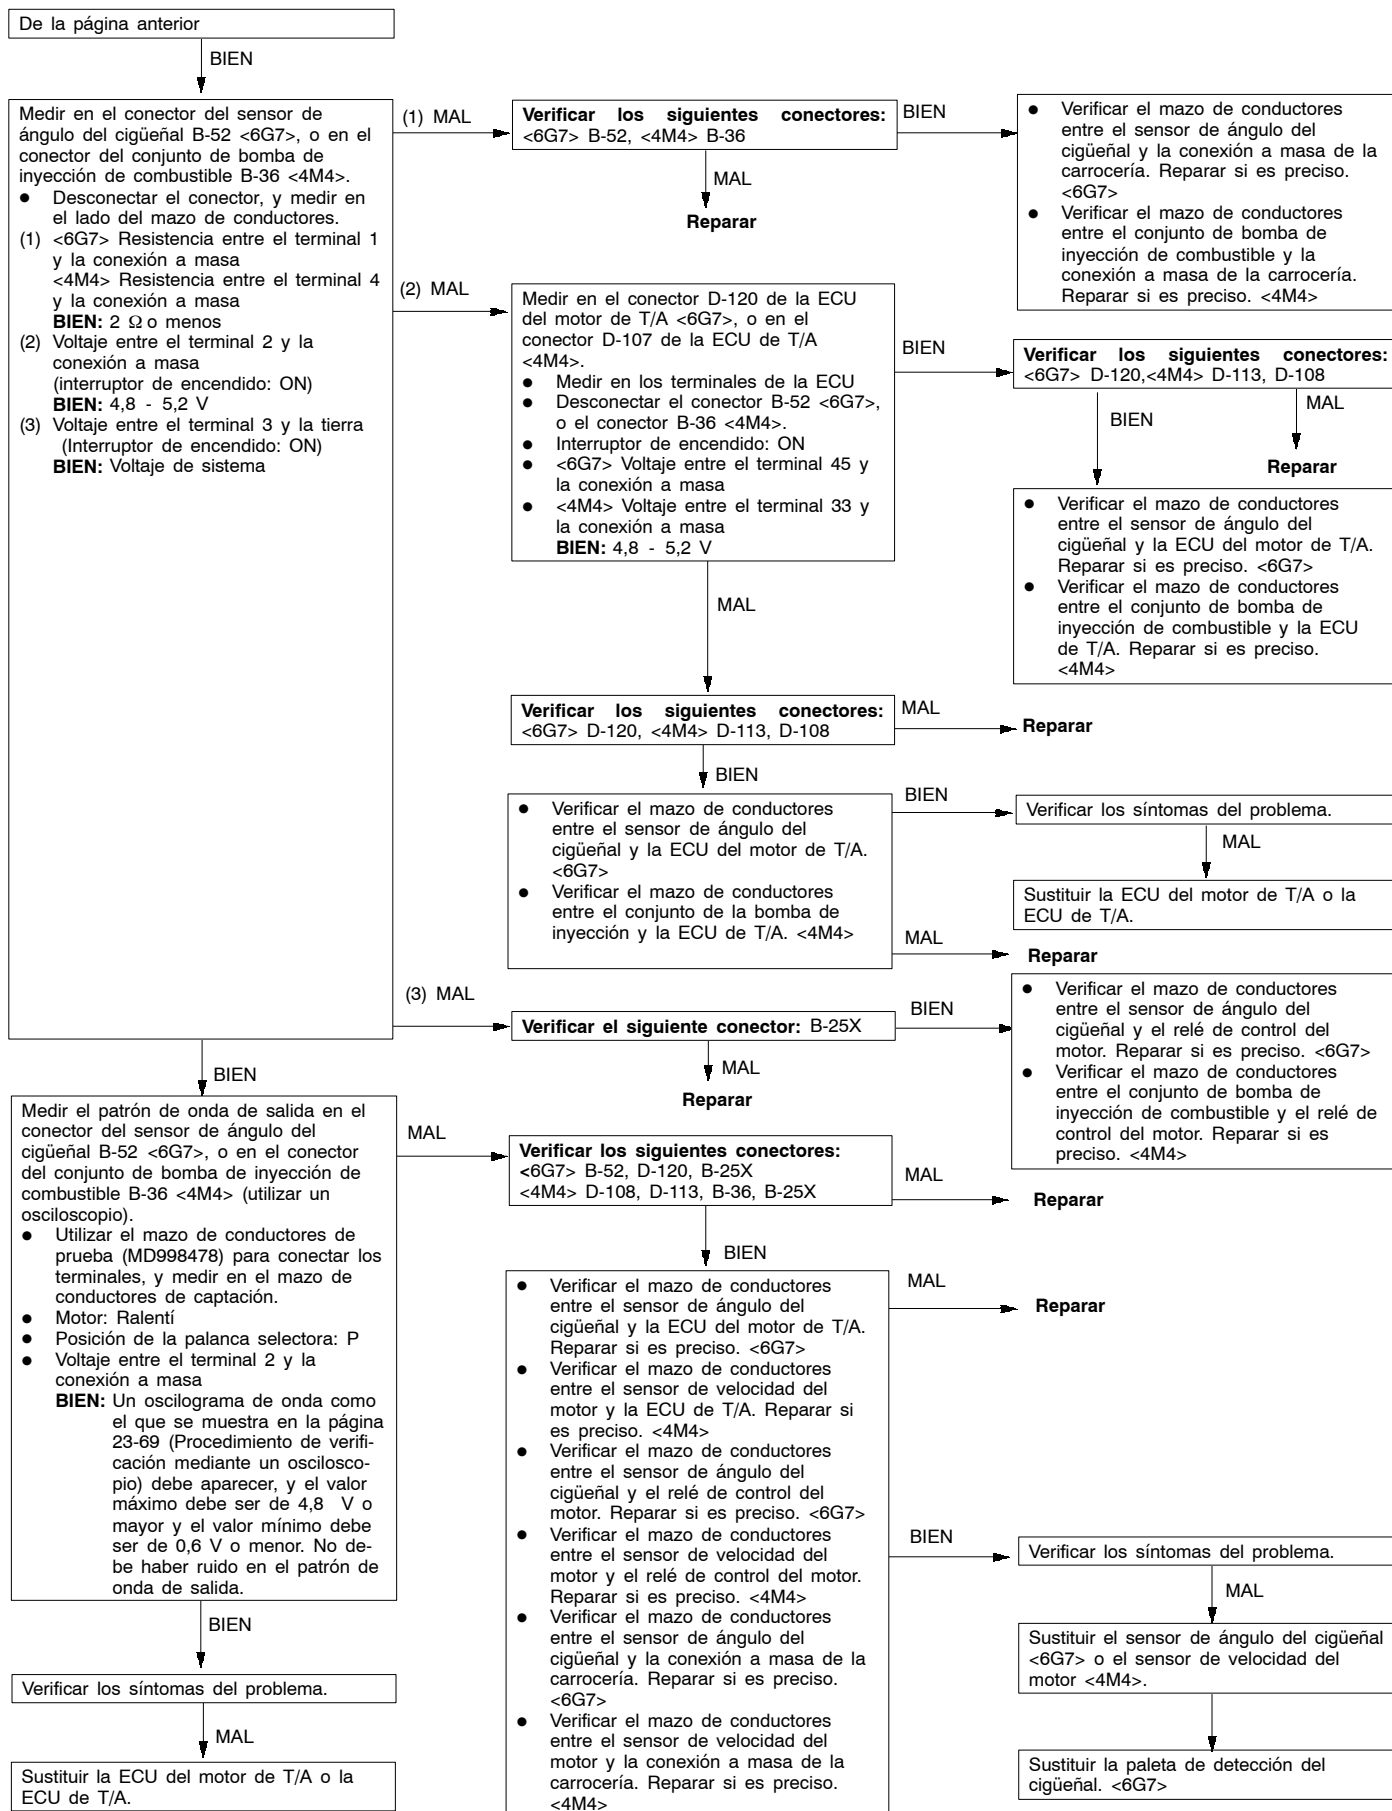 De la página anterior
BIEN
Medir en el conector del sensor de
ángulo del cigüeñal B-52 <6G7>, o en el
conector del conjunto de bomba de
inyección de combustible B-36 <4M4>.
● Desconectar el conector, y medir en
el lado del mazo de conductores.
(1) <6G7> Resistencia entre el terminal 1
y la conexión a masa
<4M4> Resistencia entre el terminal 4
y la conexión a masa
BIEN: 2 Ω o menos
(2) Voltaje entre el terminal 2 y la
conexión a masa
(interruptor de encendido: ON)
BIEN: 4,8 - 5,2 V
(3) Voltaje entre el terminal 3 y la tierra
(Interruptor de encendido: ON)
BIEN: Voltaje de sistema
(1) MAL
Verificar los siguientes conectores:
<6G7> B-52, <4M4> B-36
MAL
Reparar
BIEN
● Verificar el mazo de conductores
entre el sensor de ángulo del
cigüeñal y la conexión a masa de la
carrocería. Reparar si es preciso.
<6G7>
● Verificar el mazo de conductores
entre el conjunto de bomba de
inyección de combustible y la
conexión a masa de la carrocería.
Reparar si es preciso. <4M4>
(2) MAL
Medir en el conector D-120 de la ECU
del motor de T/A <6G7>, o en el
conector D-107 de la ECU de T/A
<4M4>.
● Medir en los terminales de la ECU
● Desconectar el conector B-52 <6G7>,
o el conector B-36 <4M4>.
● Interruptor de encendido: ON
● <6G7> Voltaje entre el terminal 45 y
la conexión a masa
● <4M4> Voltaje entre el terminal 33 y
la conexión a masa
BIEN: 4,8 - 5,2 V
BIEN
Verificar los siguientes conectores:
<6G7> D-120,<4M4> D-113, D-108
BIEN
MAL
Reparar
● Verificar el mazo de conductores
entre el sensor de ángulo del
cigüeñal y la ECU del motor de T/A.
Reparar si es preciso. <6G7>
● Verificar el mazo de conductores
entre el conjunto de bomba de
inyección de combustible y la ECU
de T/A. Reparar si es preciso.
<4M4>
MAL
Verificar los siguientes conectores:
<6G7> D-120, <4M4> D-113, D-108
MAL
Reparar
BIEN
● Verificar el mazo de conductores
entre el sensor de ángulo del
cigüeñal y la ECU del motor de T/A.
<6G7>
● Verificar el mazo de conductores
entre el conjunto de la bomba de
inyección y la ECU de T/A. <4M4>
BIEN
Verificar los síntomas del problema.
MAL
Sustituir la ECU del motor de T/A o la
ECU de T/A.
MAL
Reparar
(3) MAL
Verificar el siguiente conector: B-25X
MAL
Reparar
BIEN
● Verificar el mazo de conductores
entre el sensor de ángulo del
cigüeñal y el relé de control del
motor. Reparar si es preciso. <6G7>
● Verificar el mazo de conductores
entre el conjunto de bomba de
inyección de combustible y el relé de
control del motor. Reparar si es
preciso. <4M4>
BIEN
Medir el patrón de onda de salida en el
conector del sensor de ángulo del
cigüeñal B-52 <6G7>, o en el conector
del conjunto de bomba de inyección de
combustible B-36 <4M4> (utilizar un
osciloscopio).
● Utilizar el mazo de conductores de
prueba (MD998478) para conectar los
terminales, y medir en el mazo de
conductores de captación.
● Motor: Ralentí
● Posición de la palanca selectora: P
● Voltaje entre el terminal 2 y la
conexión a masa
BIEN: Un oscilograma de onda como
el que se muestra en la página
23-69 (Procedimiento de verifi-
cación mediante un oscilosco-
pio) debe aparecer, y el valor
máximo debe ser de 4,8 V o
mayor y el valor mínimo debe
ser de 0,6 V o menor. No de-
be haber ruido en el patrón de
onda de salida.
MAL
Verificar los siguientes conectores:
<6G7> B-52, D-120, B-25X
<4M4> D-108, D-113, B-36, B-25X
MAL
Reparar
BIEN
● Verificar el mazo de conductores
entre el sensor de ángulo del
cigüeñal y la ECU del motor de T/A.
Reparar si es preciso. <6G7>
● Verificar el mazo de conductores
entre el sensor de velocidad del
motor y la ECU de T/A. Reparar si
es preciso. <4M4>
● Verificar el mazo de conductores
entre el sensor de ángulo del
cigüeñal y el relé de control del
motor. Reparar si es preciso. <6G7>
● Verificar el mazo de conductores
entre el sensor de velocidad del
motor y el relé de control del motor.
Reparar si es preciso. <4M4>
● Verificar el mazo de conductores
entre el sensor de ángulo del
cigüeñal y la conexión a masa de la
carrocería. Reparar si es preciso.
<6G7>
● Verificar el mazo de conductores
entre el sensor de velocidad del
motor y la conexión a masa de la
carrocería. Reparar si es preciso.
<4M4>
MAL
Reparar
BIEN
Verificar los síntomas del problema.
MAL
Sustituir el sensor de ángulo del cigüeñal
<6G7> o el sensor de velocidad del
motor <4M4>.
Sustituir la paleta de detección del
cigüeñal. <6G7>
BIEN
Verificar los síntomas del problema.
MAL
Sustituir la ECU del motor de T/A o la
ECU de T/A.